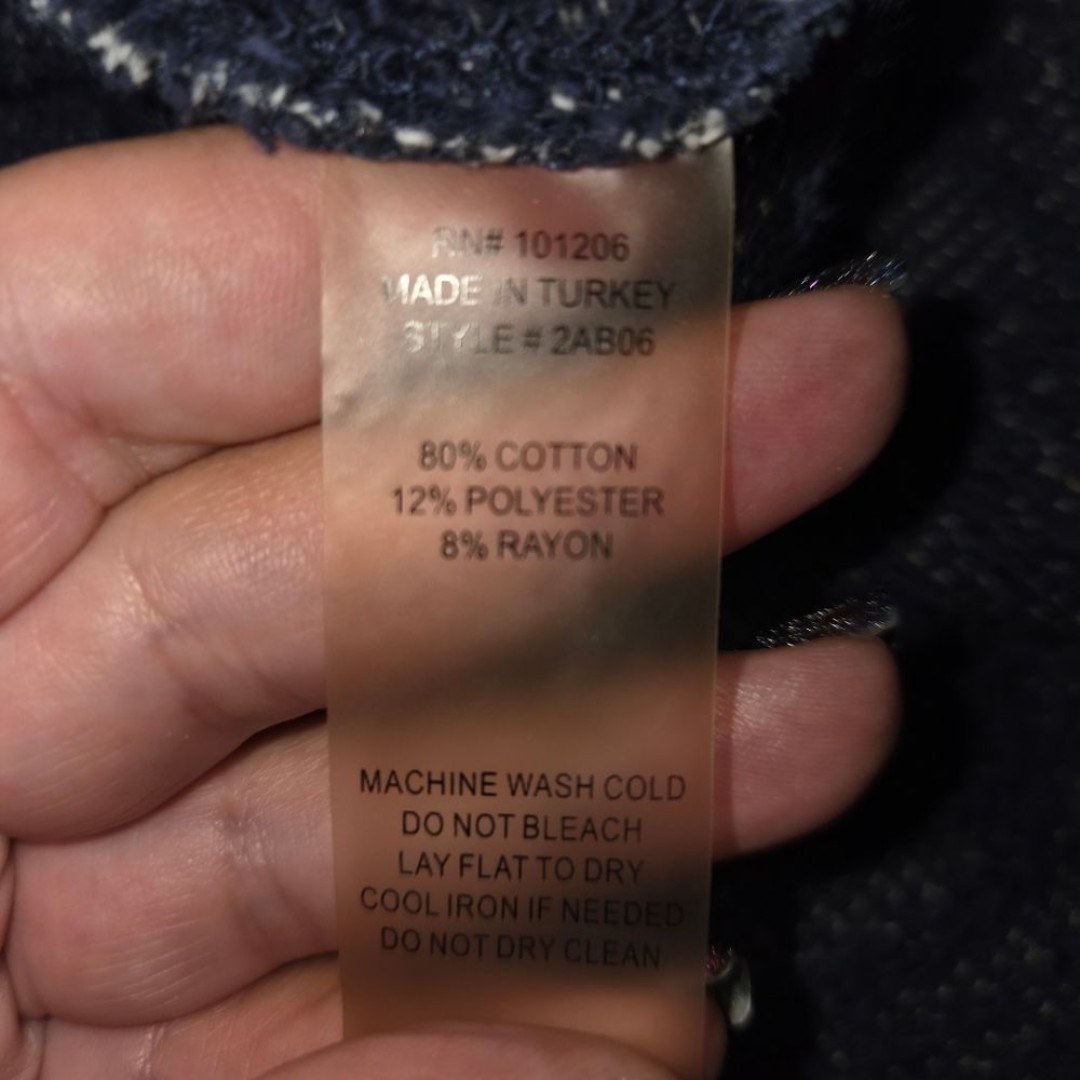 RN# 101206
MADE IN TURKEY
STYLE # 2AB06
80% COTTON
12% POLYESTER
8% RAYON
MACHINE WASH COLD
DO NOT BLEACH
LAY FLAT TO DRY
COOL IRON IF NEEDED
DO NOT DRY CLEAN